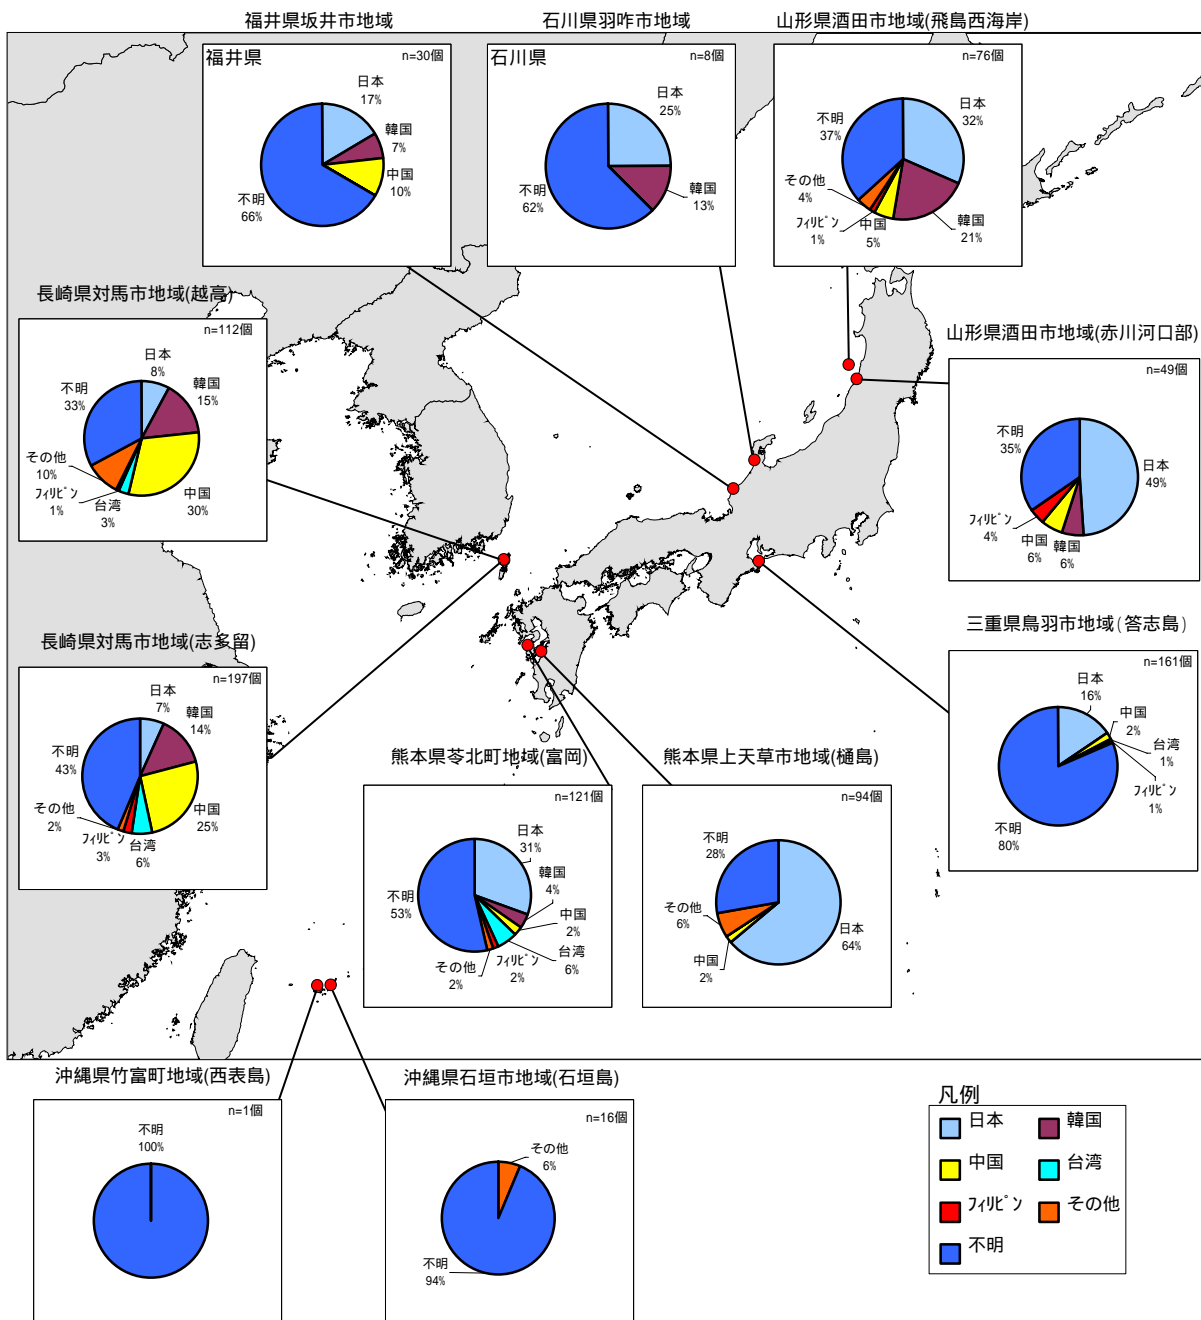 福井県坂井市地域
石川県羽咋市地域
山形県酒田市地域(飛島西海岸)
福井県
n=30個
日本
17%
韓国
7%
中国
10%
不明
66%
石川県
n=8個
日本
25%
韓国
13%
不明
62%
n=76個
日本
32%
不明
37%
その他
4%
フィリピン
1%
中国
5%
韓国
21%
長崎県対馬市地域(越高)
n=112個
日本
8%
韓国
15%
不明
33%
その他
10%
フィリピン
1%
台湾
3%
中国
30%
山形県酒田市地域(赤川河口部)
n=49個
不明
35%
日本
49%
フィリピン
4%
中国
6%
韓国
6%
長崎県対馬市地域(志多留)
n=197個
日本
7%
韓国
14%
不明
43%
中国
25%
その他
2%
フィリピン
3%
台湾
6%
三重県鳥羽市地域(答志島)
n=161個
日本
16%
中国
2%
台湾
1%
フィリピン
1%
不明
80%
熊本県苓北町地域(富岡)
n=121個
日本
31%
韓国
4%
中国
2%
台湾
6%
フィリピン
2%
その他
2%
不明
53%
熊本県上天草市地域(樋島)
n=94個
不明
28%
その他
6%
中国
2%
日本
64%
沖縄県竹富町地域(西表島)
n=1個
不明
100%
沖縄県石垣市地域(石垣島)
n=16個
その他
6%
不明
94%
凡例
日本
韓国
中国
台湾
フィリピン
その他
不明